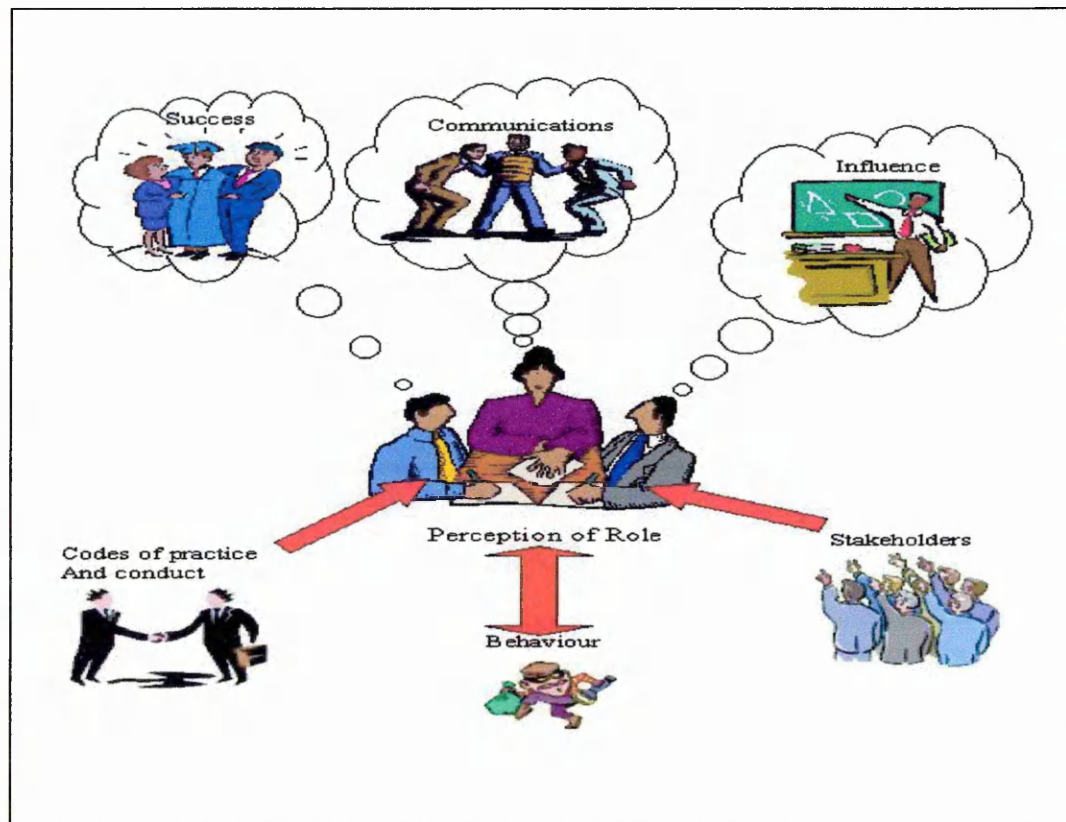 Success
Communications
Influence
Perception of Role
Codes of practice
And conduct
Stakeholders
Behaviour